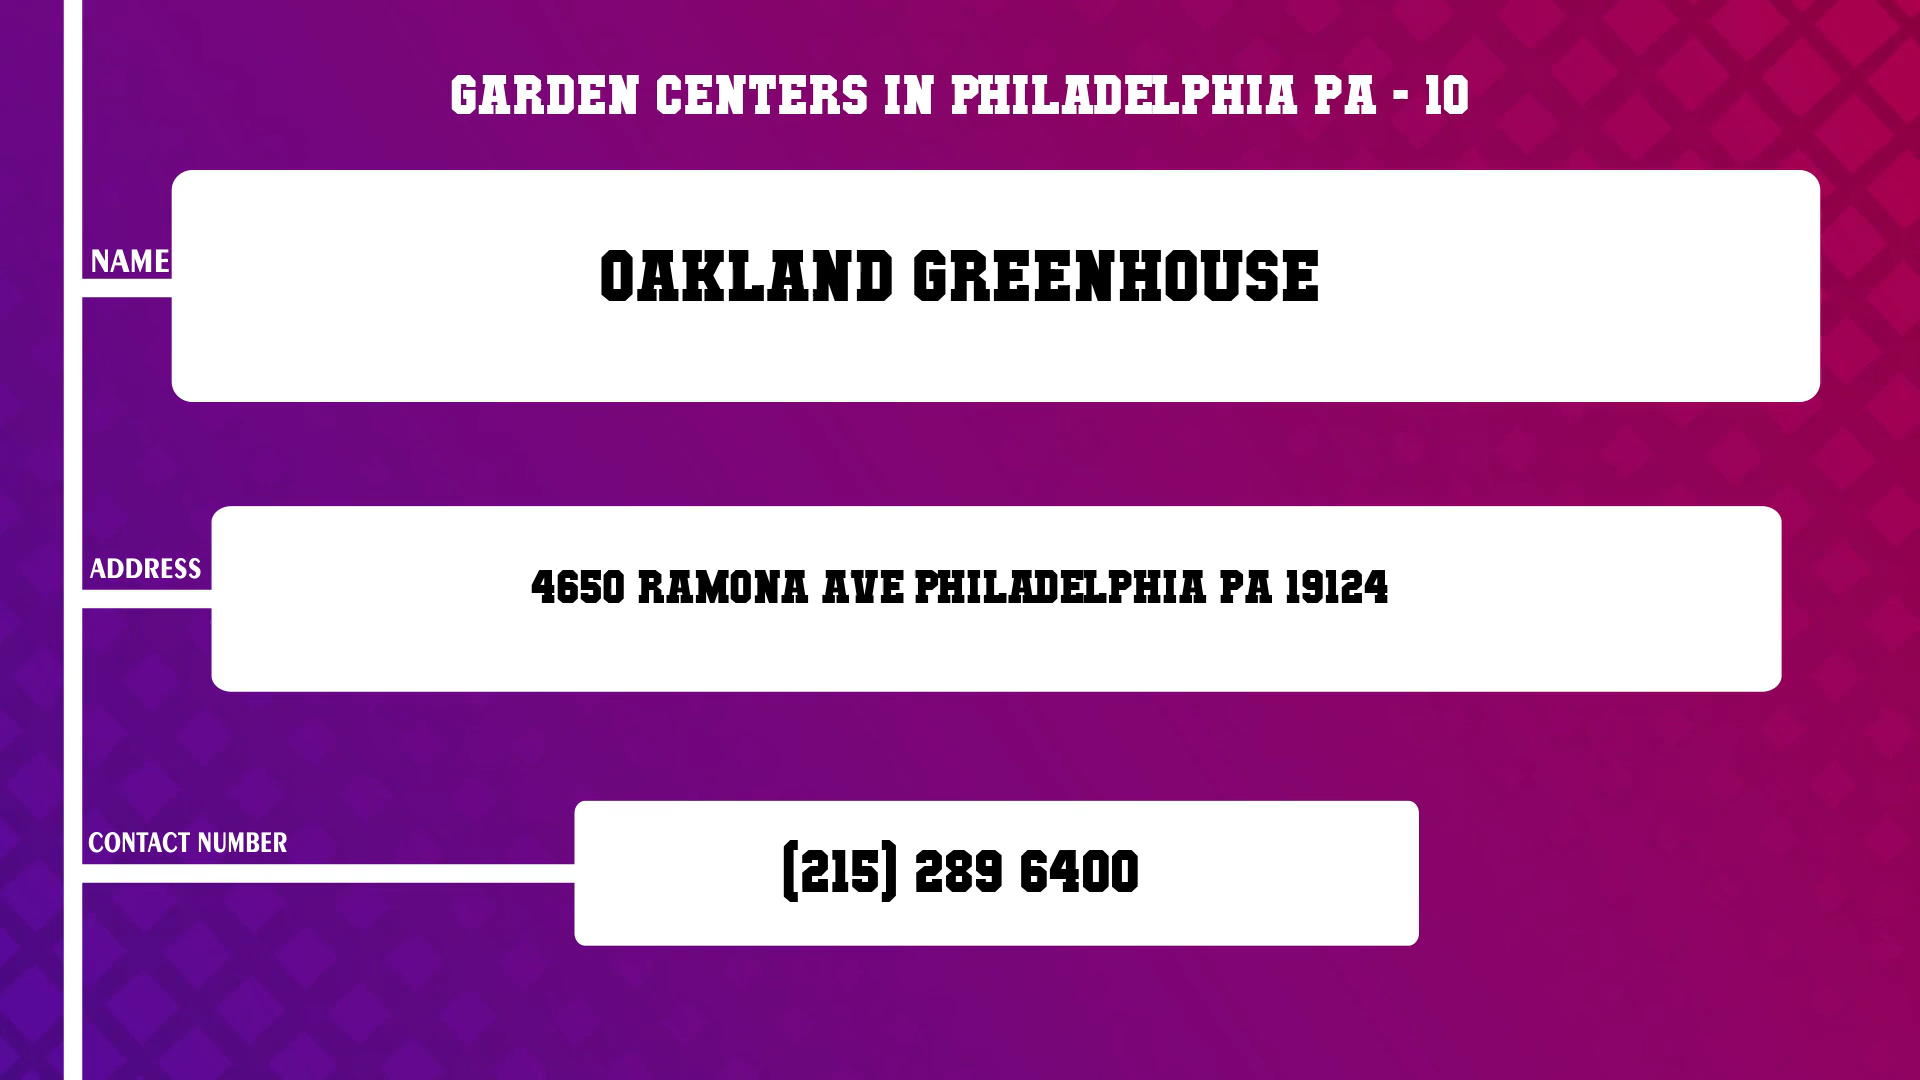 GARDEN CENTERS IN PHILADELPHIA PA - 10
NAME
OAKLAND GREENHOUSE
ADDRESS
4650 RAMONA AVE PHILADELPHIA PA 19124
CONTACT NUMBER
(215) 289 6400